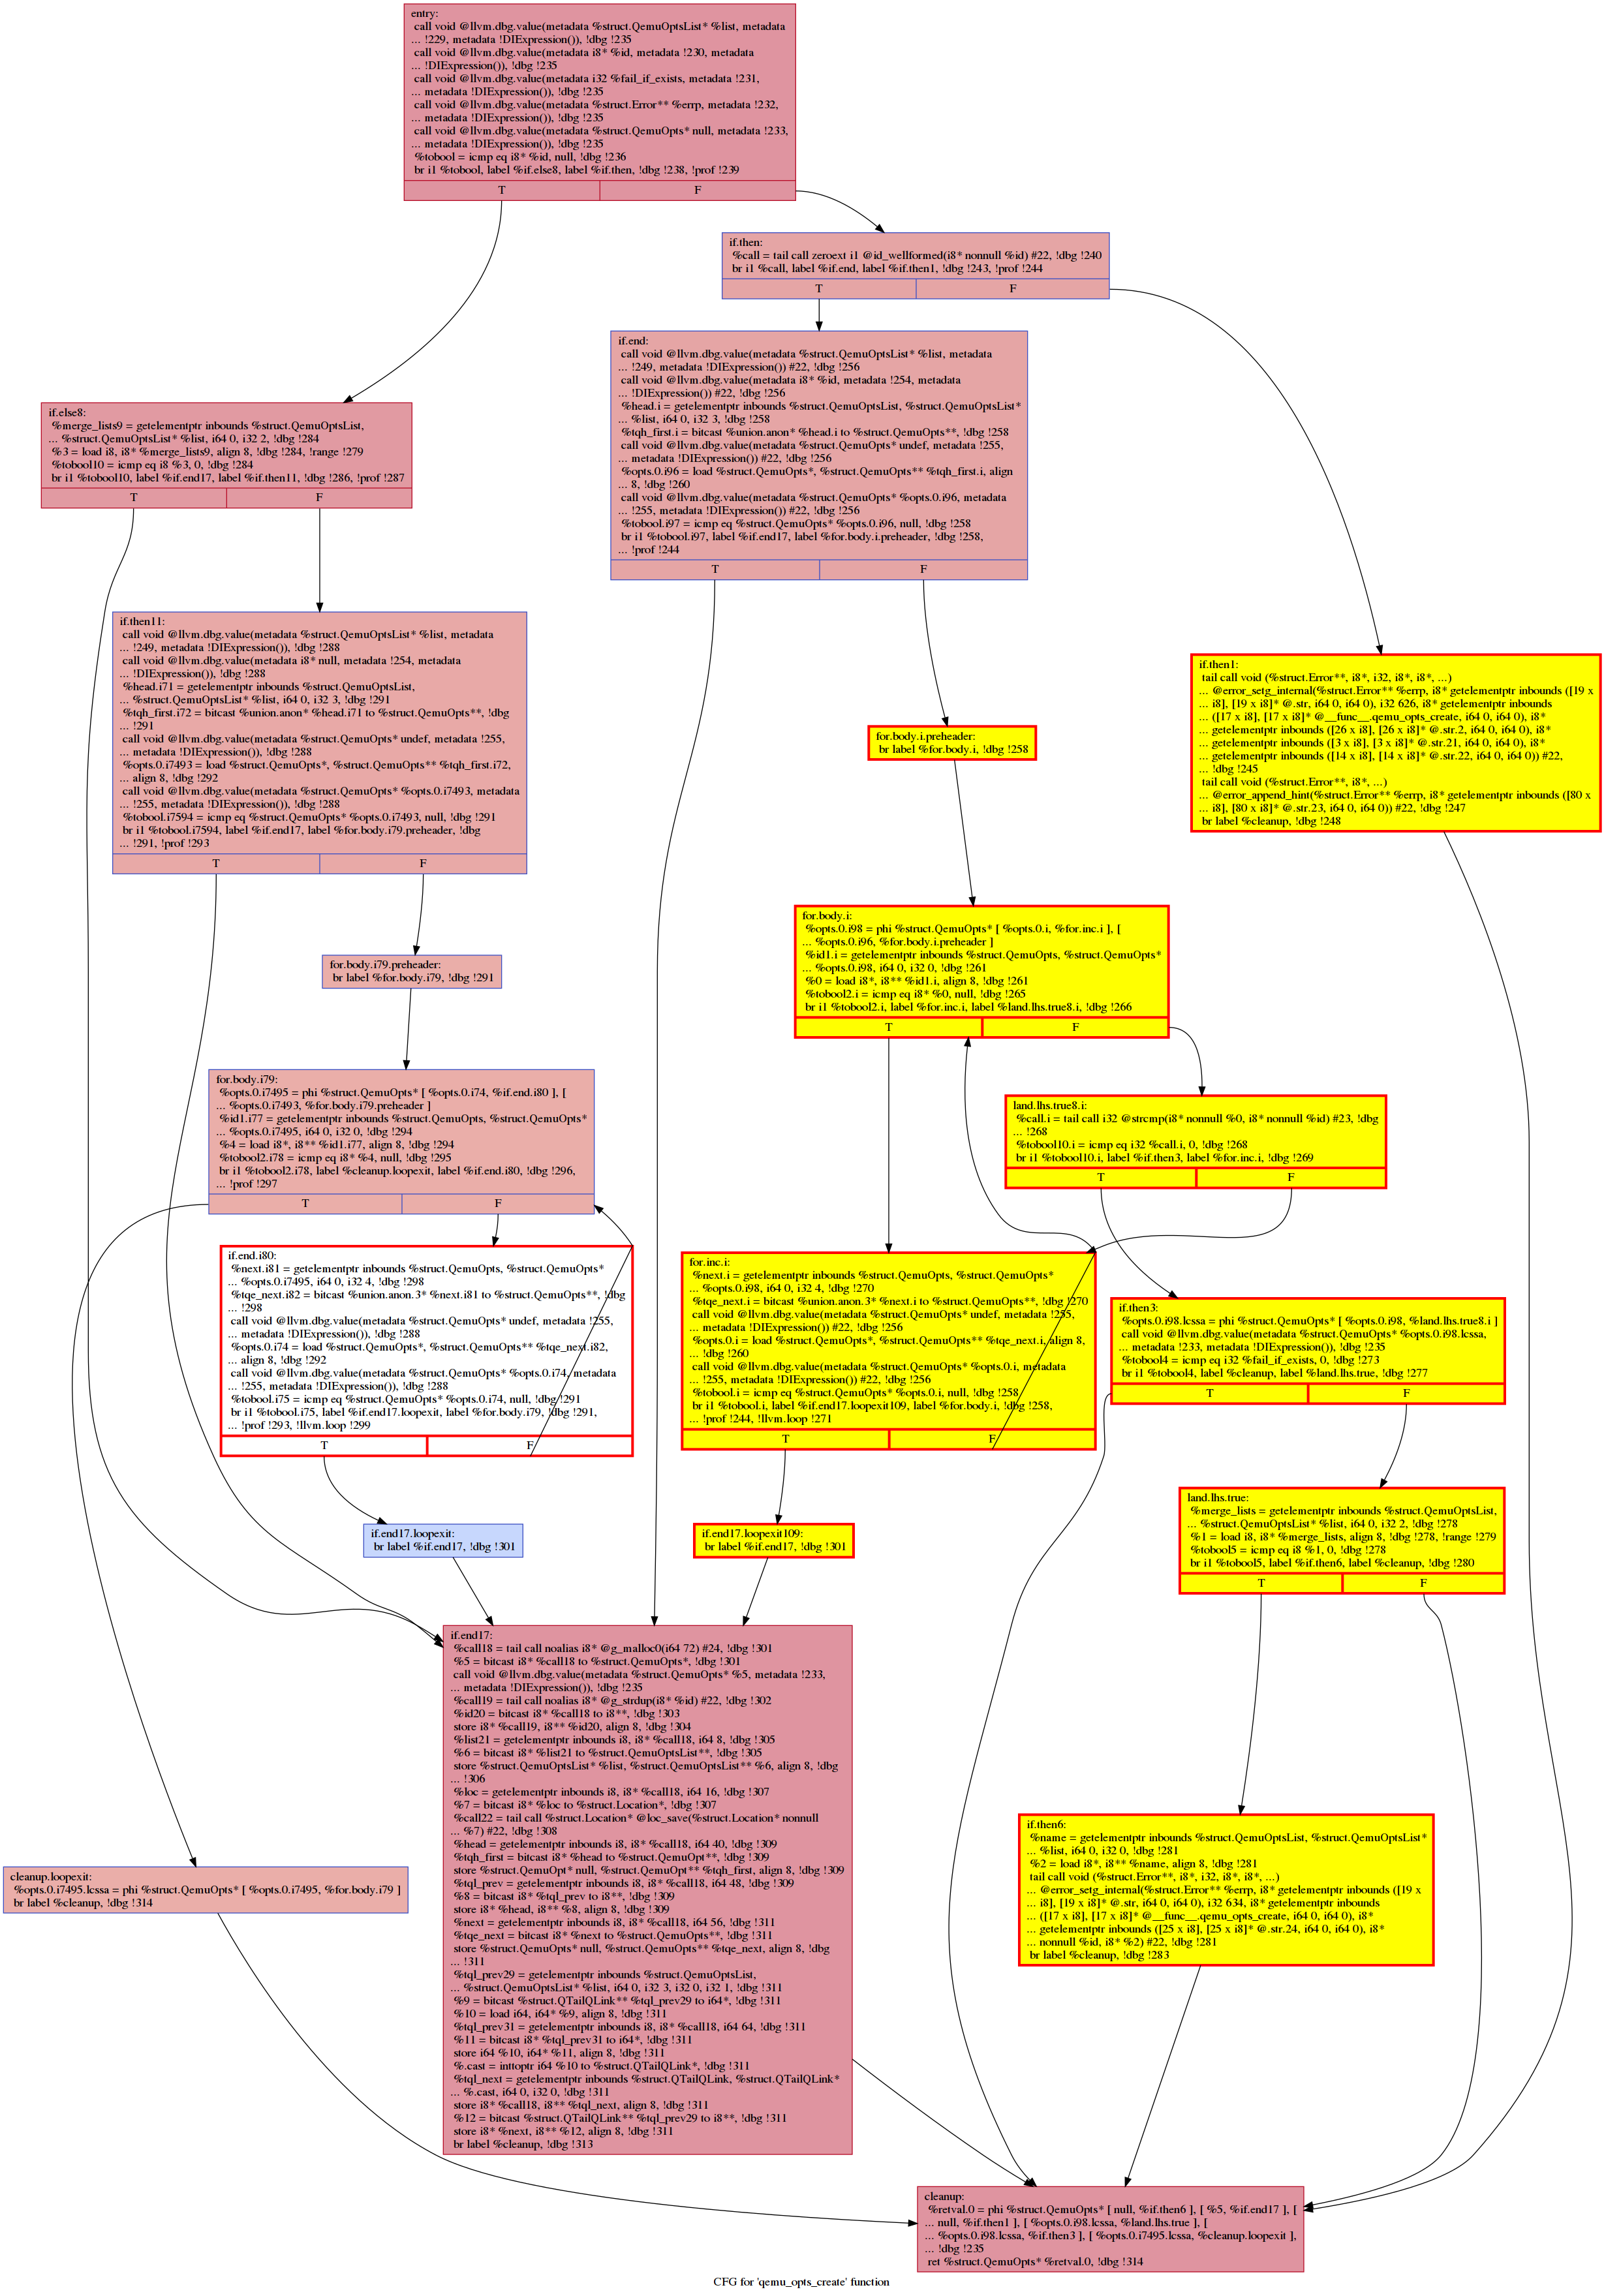 entry:
call void @llvm.dbg.value(metadata %struct.QemuOptsList* %list, metadata
... !229, metadata !DIExpression()), !dbg !235
call void @llvm.dbg.value(metadata i8* %id, metadata !230, metadata
... !DIExpression()), !dbg !235
call void @llvm.dbg.value(metadata i32 %fail_if_exists, metadata !231,
... metadata !DIExpression()), !dbg !235
call void @llvm.dbg.value(metadata %struct.Error** %errp, metadata !232,
... metadata !DIExpression()), !dbg !235
call void @llvm.dbg.value(metadata %struct.QemuOpts* null, metadata !233,
... metadata !DIExpression()), !dbg !235
%tobool = icmp eq i8* %id, null, !dbg !236
br i1 %tobool, label %if.else8, label %if.then, !dbg !238, !prof !239
T F
if.then:
%call = tail call zeroext i1 @id_wellformed(i8* nonnull %id) #22, !dbg !240
br i1 %call, label %if.end, label %if.then1, !dbg !243, !prof !244
T F
if.end:
call void @llvm.dbg.value(metadata %struct.QemuOptsList* %list, metadata
... !249, metadata !DIExpression()) #22, !dbg !256
call void @llvm.dbg.value(metadata i8* %id, metadata !254, metadata
... !DIExpression()) #22, !dbg !256
%head.i = getelementptr inbounds %struct.QemuOptsList, %struct.QemuOptsList*
... %list, i64 0, i32 3, !dbg !258
%tqh_first.i = bitcast %union.anon* %head.i to %struct.QemuOpts**, !dbg !258
call void @llvm.dbg.value(metadata %struct.QemuOpts* undef, metadata !255,
... metadata !DIExpression()) #22, !dbg !256
%opts.0.i96 = load %struct.QemuOpts*, %struct.QemuOpts** %tqh_first.i, align
... 8, !dbg !260
call void @llvm.dbg.value(metadata %struct.QemuOpts* %opts.0.i96, metadata
... !255, metadata !DIExpression()) #22, !dbg !256
%tobool.i97 = icmp eq %struct.QemuOpts* %opts.0.i96, null, !dbg !258
br i1 %tobool.i97, label %if.end17, label %for.body.i.preheader, !dbg !258,
... !prof !244
T F
if.else8:
%merge_lists9 = getelementptr inbounds %struct.QemuOptsList,
... %struct.QemuOptsList* %list, i64 0, i32 2, !dbg !284
%3 = load i8, i8* %merge_lists9, align 8, !dbg !284, !range !279
%tobool10 = icmp eq i8 %3, 0, !dbg !284
br i1 %tobool10, label %if.end17, label %if.then11, !dbg !286, !prof !287
T F
if.then11:
call void @llvm.dbg.value(metadata %struct.QemuOptsList* %list, metadata
... !249, metadata !DIExpression()), !dbg !288
call void @llvm.dbg.value(metadata i8* null, metadata !254, metadata
... !DIExpression()), !dbg !288
%head.i71 = getelementptr inbounds %struct.QemuOptsList,
... %struct.QemuOptsList* %list, i64 0, i32 3, !dbg !291
%tqh_first.i72 = bitcast %union.anon* %head.i71 to %struct.QemuOpts**, !dbg
... !291
call void @llvm.dbg.value(metadata %struct.QemuOpts* undef, metadata !255,
... metadata !DIExpression()), !dbg !288
%opts.0.i7493 = load %struct.QemuOpts*, %struct.QemuOpts** %tqh_first.i72,
... align 8, !dbg !292
call void @llvm.dbg.value(metadata %struct.QemuOpts* %opts.0.i7493, metadata
... !255, metadata !DIExpression()), !dbg !288
%tobool.i7594 = icmp eq %struct.QemuOpts* %opts.0.i7493, null, !dbg !291
br i1 %tobool.i7594, label %if.end17, label %for.body.i79.preheader, !dbg
... !291, !prof !293
T F
if.then1:
tail call void (%struct.Error**, i8*, i32, i8*, i8*, ...)
... @error_setg_internal(%struct.Error** %errp, i8* getelementptr inbounds ([19 x
... i8], [19 x i8]* @.str, i64 0, i64 0), i32 626, i8* getelementptr inbounds
... ([17 x i8], [17 x i8]* @__func__.qemu_opts_create, i64 0, i64 0), i8*
... getelementptr inbounds ([26 x i8], [26 x i8]* @.str.2, i64 0, i64 0), i8*
... getelementptr inbounds ([3 x i8], [3 x i8]* @.str.21, i64 0, i64 0), i8*
... getelementptr inbounds ([14 x i8], [14 x i8]* @.str.22, i64 0, i64 0)) #22,
... !dbg !245
tail call void (%struct.Error**, i8*, ...)
... @error_append_hint(%struct.Error** %errp, i8* getelementptr inbounds ([80 x
... i8], [80 x i8]* @.str.23, i64 0, i64 0)) #22, !dbg !247
br label %cleanup, !dbg !248
for.body.i.preheader:
br label %for.body.i, !dbg !258
for.body.i:
%opts.0.i98 = phi %struct.QemuOpts* [ %opts.0.i, %for.inc.i ], [
... %opts.0.i96, %for.body.i.preheader ]
%id1.i = getelementptr inbounds %struct.QemuOpts, %struct.QemuOpts*
... %opts.0.i98, i64 0, i32 0, !dbg !261
%0 = load i8*, i8** %id1.i, align 8, !dbg !261
%tobool2.i = icmp eq i8* %0, null, !dbg !265
br i1 %tobool2.i, label %for.inc.i, label %land.lhs.true8.i, !dbg !266
T F
for.body.i79.preheader:
br label %for.body.i79, !dbg !291
for.body.i79:
%opts.0.i7495 = phi %struct.QemuOpts* [ %opts.0.i74, %if.end.i80 ], [
... %opts.0.i7493, %for.body.i79.preheader ]
%id1.i77 = getelementptr inbounds %struct.QemuOpts, %struct.QemuOpts*
... %opts.0.i7495, i64 0, i32 0, !dbg !294
%4 = load i8*, i8** %id1.i77, align 8, !dbg !294
%tobool2.i78 = icmp eq i8* %4, null, !dbg !295
br i1 %tobool2.i78, label %cleanup.loopexit, label %if.end.i80, !dbg !296,
... !prof !297
T F
land.lhs.true8.i:
%call.i = tail call i32 @strcmp(i8* nonnull %0, i8* nonnull %id) #23, !dbg
... !268
%tobool10.i = icmp eq i32 %call.i, 0, !dbg !268
br i1 %tobool10.i, label %if.then3, label %for.inc.i, !dbg !269
T F
if.end.i80:
%next.i81 = getelementptr inbounds %struct.QemuOpts, %struct.QemuOpts*
... %opts.0.i7495, i64 0, i32 4, !dbg !298
%tqe_next.i82 = bitcast %union.anon.3* %next.i81 to %struct.QemuOpts**, !dbg
... !298
call void @llvm.dbg.value(metadata %struct.QemuOpts* undef, metadata !255,
... metadata !DIExpression()), !dbg !288
%opts.0.i74 = load %struct.QemuOpts*, %struct.QemuOpts** %tqe_next.i82,
... align 8, !dbg !292
call void @llvm.dbg.value(metadata %struct.QemuOpts* %opts.0.i74, metadata
... !255, metadata !DIExpression()), !dbg !288
%tobool.i75 = icmp eq %struct.QemuOpts* %opts.0.i74, null, !dbg !291
br i1 %tobool.i75, label %if.end17.loopexit, label %for.body.i79, !dbg !291,
... !prof !293, !llvm.loop !299
T F
for.inc.i:
%next.i = getelementptr inbounds %struct.QemuOpts, %struct.QemuOpts*
... %opts.0.i98, i64 0, i32 4, !dbg !270
%tqe_next.i = bitcast %union.anon.3* %next.i to %struct.QemuOpts**, !dbg !270
call void @llvm.dbg.value(metadata %struct.QemuOpts* undef, metadata !255,
... metadata !DIExpression()) #22, !dbg !256
%opts.0.i = load %struct.QemuOpts*, %struct.QemuOpts** %tqe_next.i, align 8,
... !dbg !260
call void @llvm.dbg.value(metadata %struct.QemuOpts* %opts.0.i, metadata
... !255, metadata !DIExpression()) #22, !dbg !256
%tobool.i = icmp eq %struct.QemuOpts* %opts.0.i, null, !dbg !258
br i1 %tobool.i, label %if.end17.loopexit109, label %for.body.i, !dbg !258,
... !prof !244, !llvm.loop !271
T F
if.then3:
%opts.0.i98.lcssa = phi %struct.QemuOpts* [ %opts.0.i98, %land.lhs.true8.i ]
call void @llvm.dbg.value(metadata %struct.QemuOpts* %opts.0.i98.lcssa,
... metadata !233, metadata !DIExpression()), !dbg !235
%tobool4 = icmp eq i32 %fail_if_exists, 0, !dbg !273
br i1 %tobool4, label %cleanup, label %land.lhs.true, !dbg !277
T F
land.lhs.true:
%merge_lists = getelementptr inbounds %struct.QemuOptsList,
... %struct.QemuOptsList* %list, i64 0, i32 2, !dbg !278
%1 = load i8, i8* %merge_lists, align 8, !dbg !278, !range !279
%tobool5 = icmp eq i8 %1, 0, !dbg !278
br i1 %tobool5, label %if.then6, label %cleanup, !dbg !280
T F
if.end17.loopexit:
br label %if.end17, !dbg !301
if.end17.loopexit109:
br label %if.end17, !dbg !301
if.end17:
%call18 = tail call noalias i8* @g_malloc0(i64 72) #24, !dbg !301
%5 = bitcast i8* %call18 to %struct.QemuOpts*, !dbg !301
call void @llvm.dbg.value(metadata %struct.QemuOpts* %5, metadata !233,
... metadata !DIExpression()), !dbg !235
%call19 = tail call noalias i8* @g_strdup(i8* %id) #22, !dbg !302
%id20 = bitcast i8* %call18 to i8**, !dbg !303
store i8* %call19, i8** %id20, align 8, !dbg !304
%list21 = getelementptr inbounds i8, i8* %call18, i64 8, !dbg !305
%6 = bitcast i8* %list21 to %struct.QemuOptsList**, !dbg !305
store %struct.QemuOptsList* %list, %struct.QemuOptsList** %6, align 8, !dbg
... !306
%loc = getelementptr inbounds i8, i8* %call18, i64 16, !dbg !307
%7 = bitcast i8* %loc to %struct.Location*, !dbg !307
%call22 = tail call %struct.Location* @loc_save(%struct.Location* nonnull
... %7) #22, !dbg !308
%head = getelementptr inbounds i8, i8* %call18, i64 40, !dbg !309
%tqh_first = bitcast i8* %head to %struct.QemuOpt**, !dbg !309
store %struct.QemuOpt* null, %struct.QemuOpt** %tqh_first, align 8, !dbg !309
%tql_prev = getelementptr inbounds i8, i8* %call18, i64 48, !dbg !309
%8 = bitcast i8* %tql_prev to i8**, !dbg !309
store i8* %head, i8** %8, align 8, !dbg !309
%next = getelementptr inbounds i8, i8* %call18, i64 56, !dbg !311
%tqe_next = bitcast i8* %next to %struct.QemuOpts**, !dbg !311
store %struct.QemuOpts* null, %struct.QemuOpts** %tqe_next, align 8, !dbg
... !311
%tql_prev29 = getelementptr inbounds %struct.QemuOptsList,
... %struct.QemuOptsList* %list, i64 0, i32 3, i32 0, i32 1, !dbg !311
%9 = bitcast %struct.QTailQLink** %tql_prev29 to i64*, !dbg !311
%10 = load i64, i64* %9, align 8, !dbg !311
%tql_prev31 = getelementptr inbounds i8, i8* %call18, i64 64, !dbg !311
%11 = bitcast i8* %tql_prev31 to i64*, !dbg !311
store i64 %10, i64* %11, align 8, !dbg !311
%.cast = inttoptr i64 %10 to %struct.QTailQLink*, !dbg !311
%tql_next = getelementptr inbounds %struct.QTailQLink, %struct.QTailQLink*
... %.cast, i64 0, i32 0, !dbg !311
store i8* %call18, i8** %tql_next, align 8, !dbg !311
%12 = bitcast %struct.QTailQLink** %tql_prev29 to i8**, !dbg !311
store i8* %next, i8** %12, align 8, !dbg !311
br label %cleanup, !dbg !313
if.then6:
%name = getelementptr inbounds %struct.QemuOptsList, %struct.QemuOptsList*
... %list, i64 0, i32 0, !dbg !281
%2 = load i8*, i8** %name, align 8, !dbg !281
tail call void (%struct.Error**, i8*, i32, i8*, i8*, ...)
... @error_setg_internal(%struct.Error** %errp, i8* getelementptr inbounds ([19 x
... i8], [19 x i8]* @.str, i64 0, i64 0), i32 634, i8* getelementptr inbounds
... ([17 x i8], [17 x i8]* @__func__.qemu_opts_create, i64 0, i64 0), i8*
... getelementptr inbounds ([25 x i8], [25 x i8]* @.str.24, i64 0, i64 0), i8*
... nonnull %id, i8* %2) #22, !dbg !281
br label %cleanup, !dbg !283
cleanup.loopexit:
%opts.0.i7495.lcssa = phi %struct.QemuOpts* [ %opts.0.i7495, %for.body.i79 ]
br label %cleanup, !dbg !314
cleanup:
%retval.0 = phi %struct.QemuOpts* [ null, %if.then6 ], [ %5, %if.end17 ], [
... null, %if.then1 ], [ %opts.0.i98.lcssa, %land.lhs.true ], [
... %opts.0.i98.lcssa, %if.then3 ], [ %opts.0.i7495.lcssa, %cleanup.loopexit ],
... !dbg !235
ret %struct.QemuOpts* %retval.0, !dbg !314
CFG for 'qemu_opts_create' function